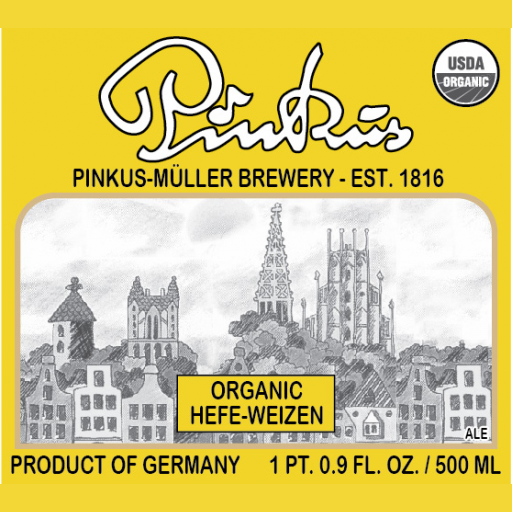 USDA
ORGANIC
Pinkus
PINKUS-MÜLLER BREWERY - EST. 1816
ORGANIC
HEFE-WEIZEN
ALE
PRODUCT OF GERMANY 1 PT. 0.9 FL. OZ. / 500 ML